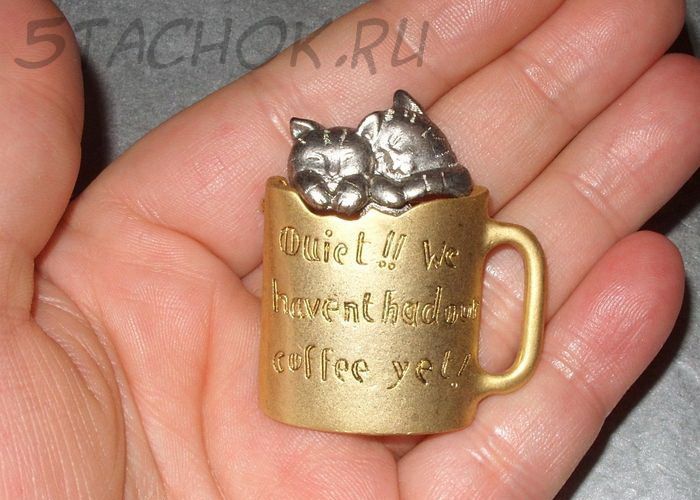 5TACHOK.RU
Quiet!! We
havent had our
coffee yet!